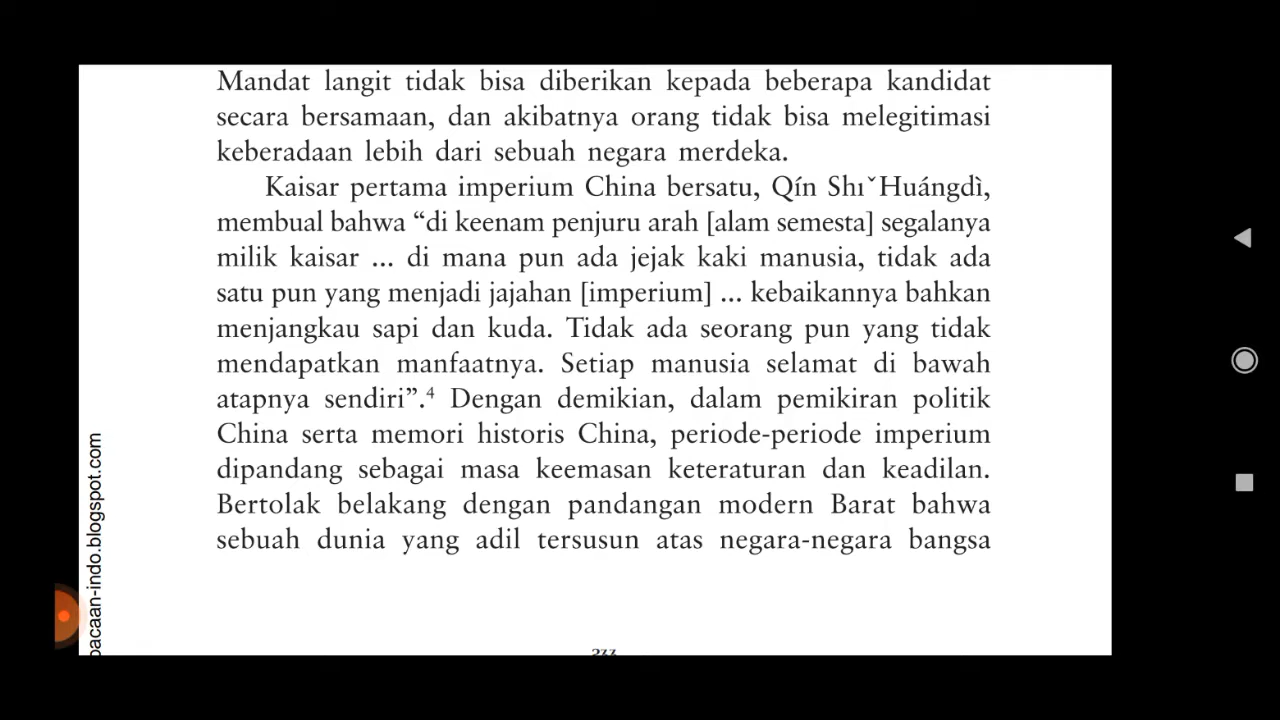 Mandat langit tidak bisa diberikan kepada beberapa kandidat
secara bersamaan, dan akibatnya orang tidak bisa melegitimasi
keberadaan lebih dari sebuah negara merdeka.
Kaisar pertama imperium China bersatu, Qín ShıˇHuángdì,
membual bahwa “di keenam penjuru arah [alam semesta] segalanya
milik kaisar ... di mana pun ada jejak kaki manusia, tidak ada
satu pun yang menjadi jajahan [imperium] ... kebaikannya bahkan
menjangkau sapi dan kuda. Tidak ada seorang pun yang tidak
mendapatkan manfaatnya. Setiap manusia selamat di bawah
atapnya sendiri”.⁴ Dengan demikian, dalam pemikiran politik
China serta memori historis China, periode-periode imperium
dipandang sebagai masa keemasan keteraturan dan keadilan.
Bertolak belakang dengan pandangan modern Barat bahwa
sebuah dunia yang adil tersusun atas negara-negara bangsa
bacaan-indo.blogspot.com